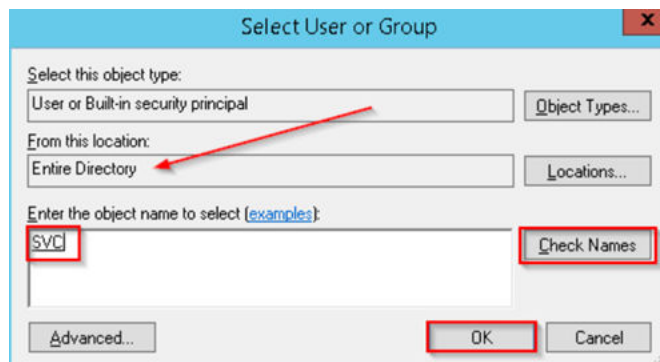 Select User or Group
x
Select this object type:
User or Built-in security principal
Object Types...
From this location:
Entire Directory
Locations...
Enter the object name to select (examples):
SVC
Check Names
Advanced...
OK
Cancel